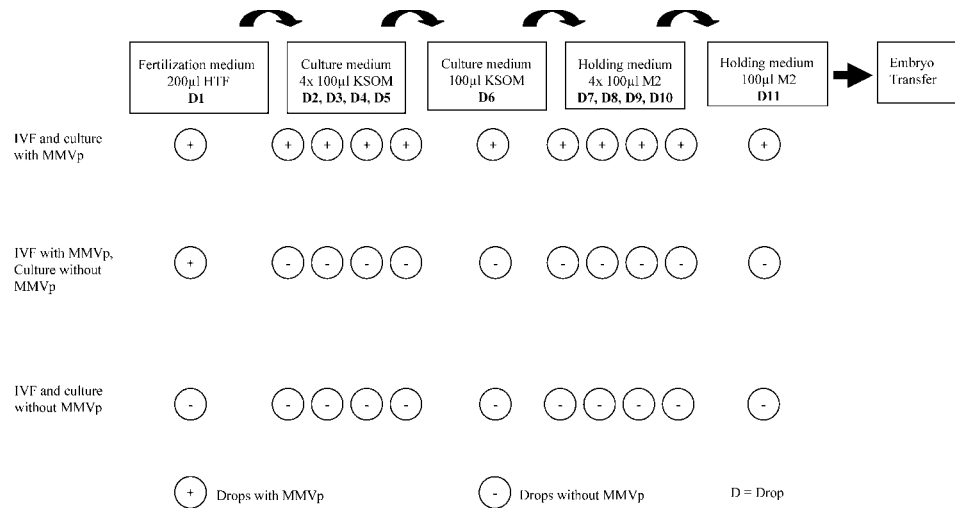 Fertilization medium
200µl HTF
D1
Culture medium
4x 100µl KSOM
D2, D3, D4, D5
Culture medium
100µl KSOM
D6
Holding medium
4x 100µl M2
D7, D8, D9, D10
Holding medium
100µl M2
D11
Embryo
Transfer
IVF and culture
with MMVp
+ + + + + + + + + + +
IVF with MMVp,
Culture without
MMVp
+ - - - - - - - - - -
IVF and culture
without MMVp
- - - - - - - - - - -
+ Drops with MMVp
- Drops without MMVp
D = Drop